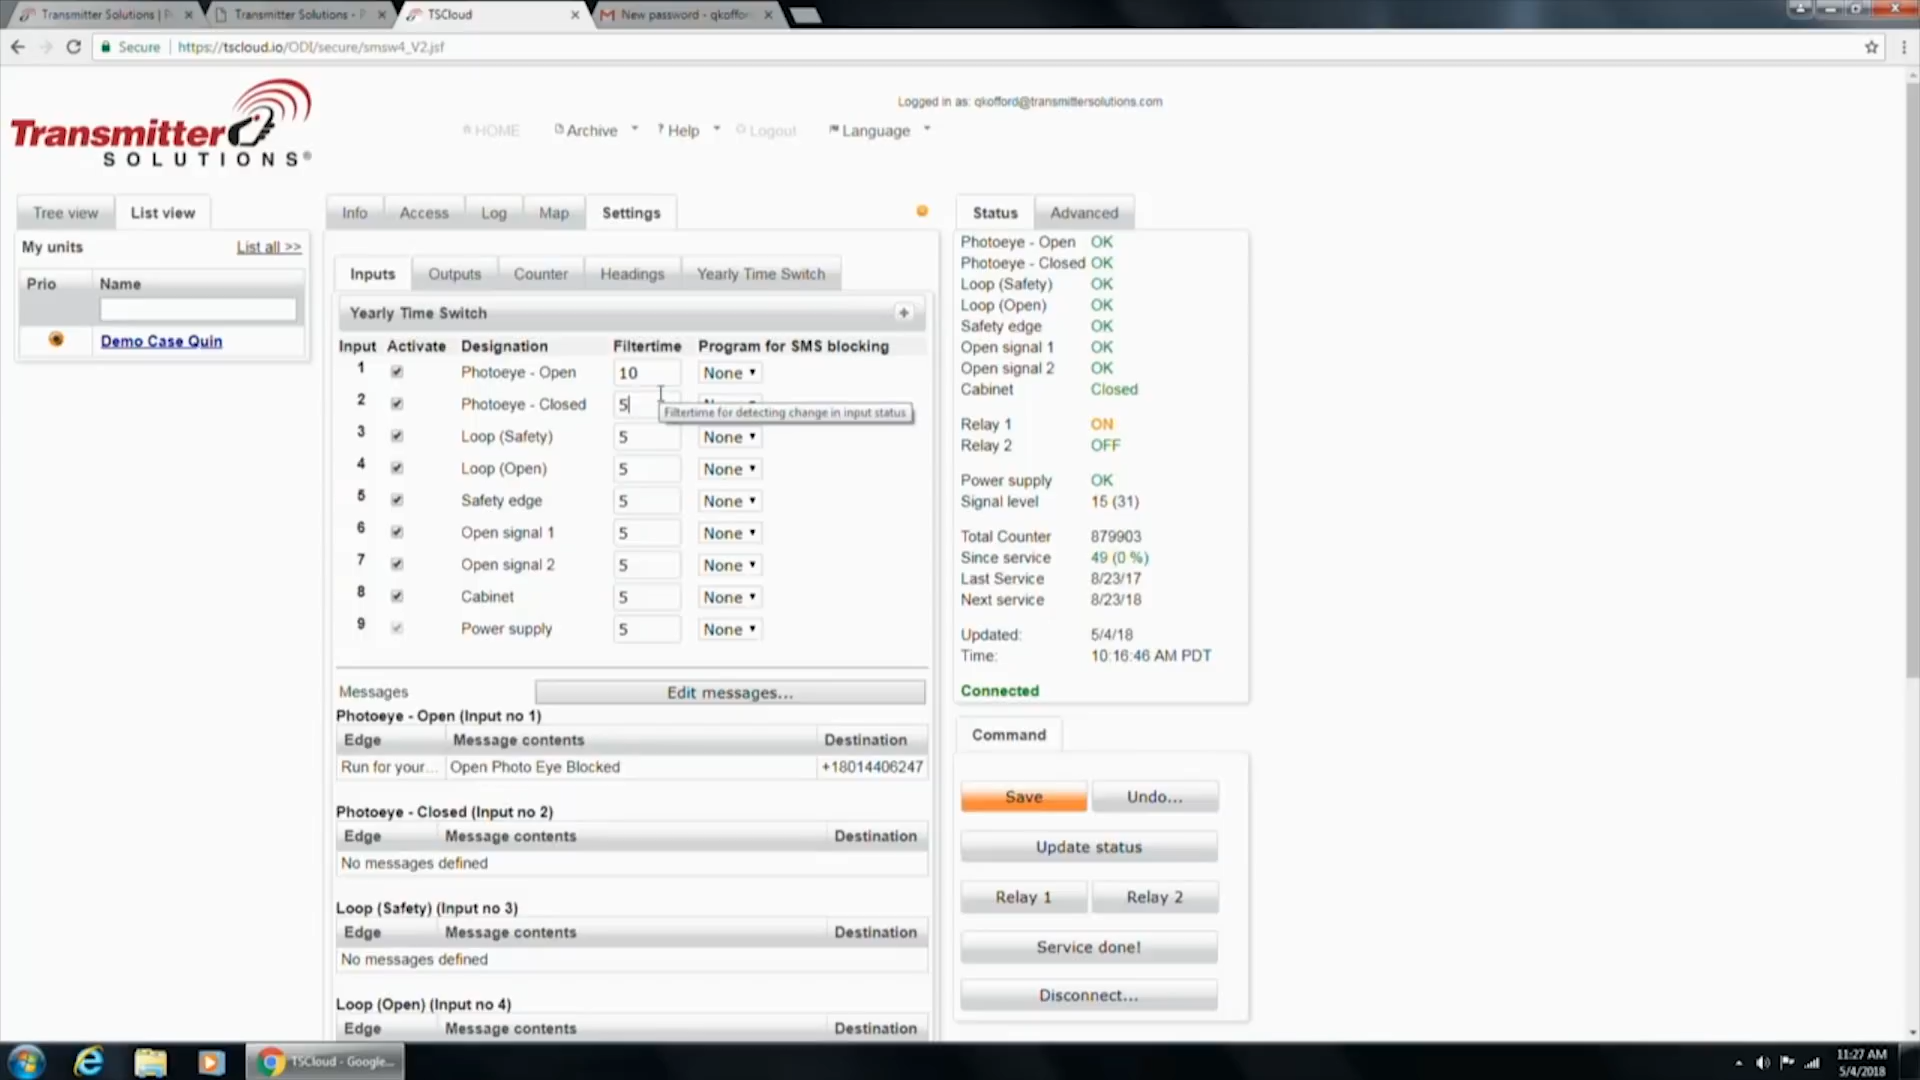 Transmitter Solutions |
Transmitter Solutions - P
TSCloud
New password - qkoffor
Secure
https://tscloud.io/ODI/secure/smsw4_V2.jsf
Transmitter
SOLUTIONS®
Logged in as: qkofford@transmittersolutions.com
HOME
Archive
? Help
Logout
Language
Tree view
List view
My units
List all >>
Prio
Name
Demo Case Quin
Info
Access
Log
Map
Settings
Inputs
Outputs
Counter
Headings
Yearly Time Switch
Yearly Time Switch
Input Activate Designation Filtertime Program for SMS blocking
1 Photoeye - Open 10 None
2 Photoeye - Closed 5
Filtertime for detecting change in input status
3 Loop (Safety) 5 None
4 Loop (Open) 5 None
5 Safety edge 5 None
6 Open signal 1 5 None
7 Open signal 2 5 None
8 Cabinet 5 None
9 Power supply 5 None
Messages
Edit messages...
Photoeye - Open (Input no 1)
Edge Message contents Destination
Run for your... Open Photo Eye Blocked +18014406247
Photoeye - Closed (Input no 2)
Edge Message contents Destination
No messages defined
Loop (Safety) (Input no 3)
Edge Message contents Destination
No messages defined
Loop (Open) (Input no 4)
Edge Message contents Destination
Status
Advanced
Photoeye - Open OK
Photoeye - Closed OK
Loop (Safety) OK
Loop (Open) OK
Safety edge OK
Open signal 1 OK
Open signal 2 OK
Cabinet Closed
Relay 1 ON
Relay 2 OFF
Power supply OK
Signal level 15 (31)
Total Counter 879903
Since service 49 (0 %)
Last Service 8/23/17
Next service 8/23/18
Updated: 5/4/18
Time: 10:16:46 AM PDT
Connected
Command
Save
Undo...
Update status
Relay 1
Relay 2
Service done!
Disconnect...
TSCloud - Google...
11:27 AM
5/4/2018